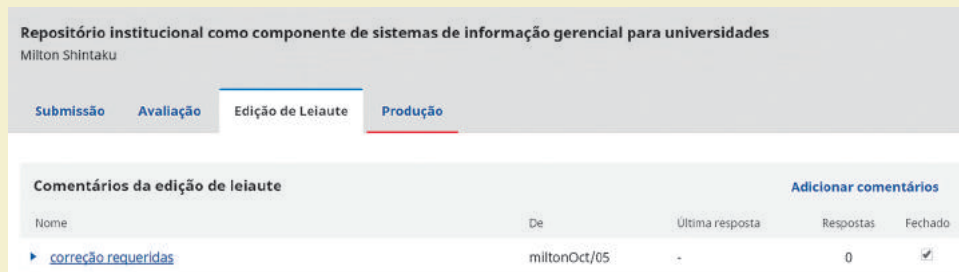 Repositório institucional como componente de sistemas de informação gerencial para universidades
Milton Shintaku
Submissão Avaliação Edição de Leiaute Produção
Comentários da edição de leiaute Adicionar comentários
Nome De Última resposta Respostas Fechado
correção requeridas miltonOct/05 - 0